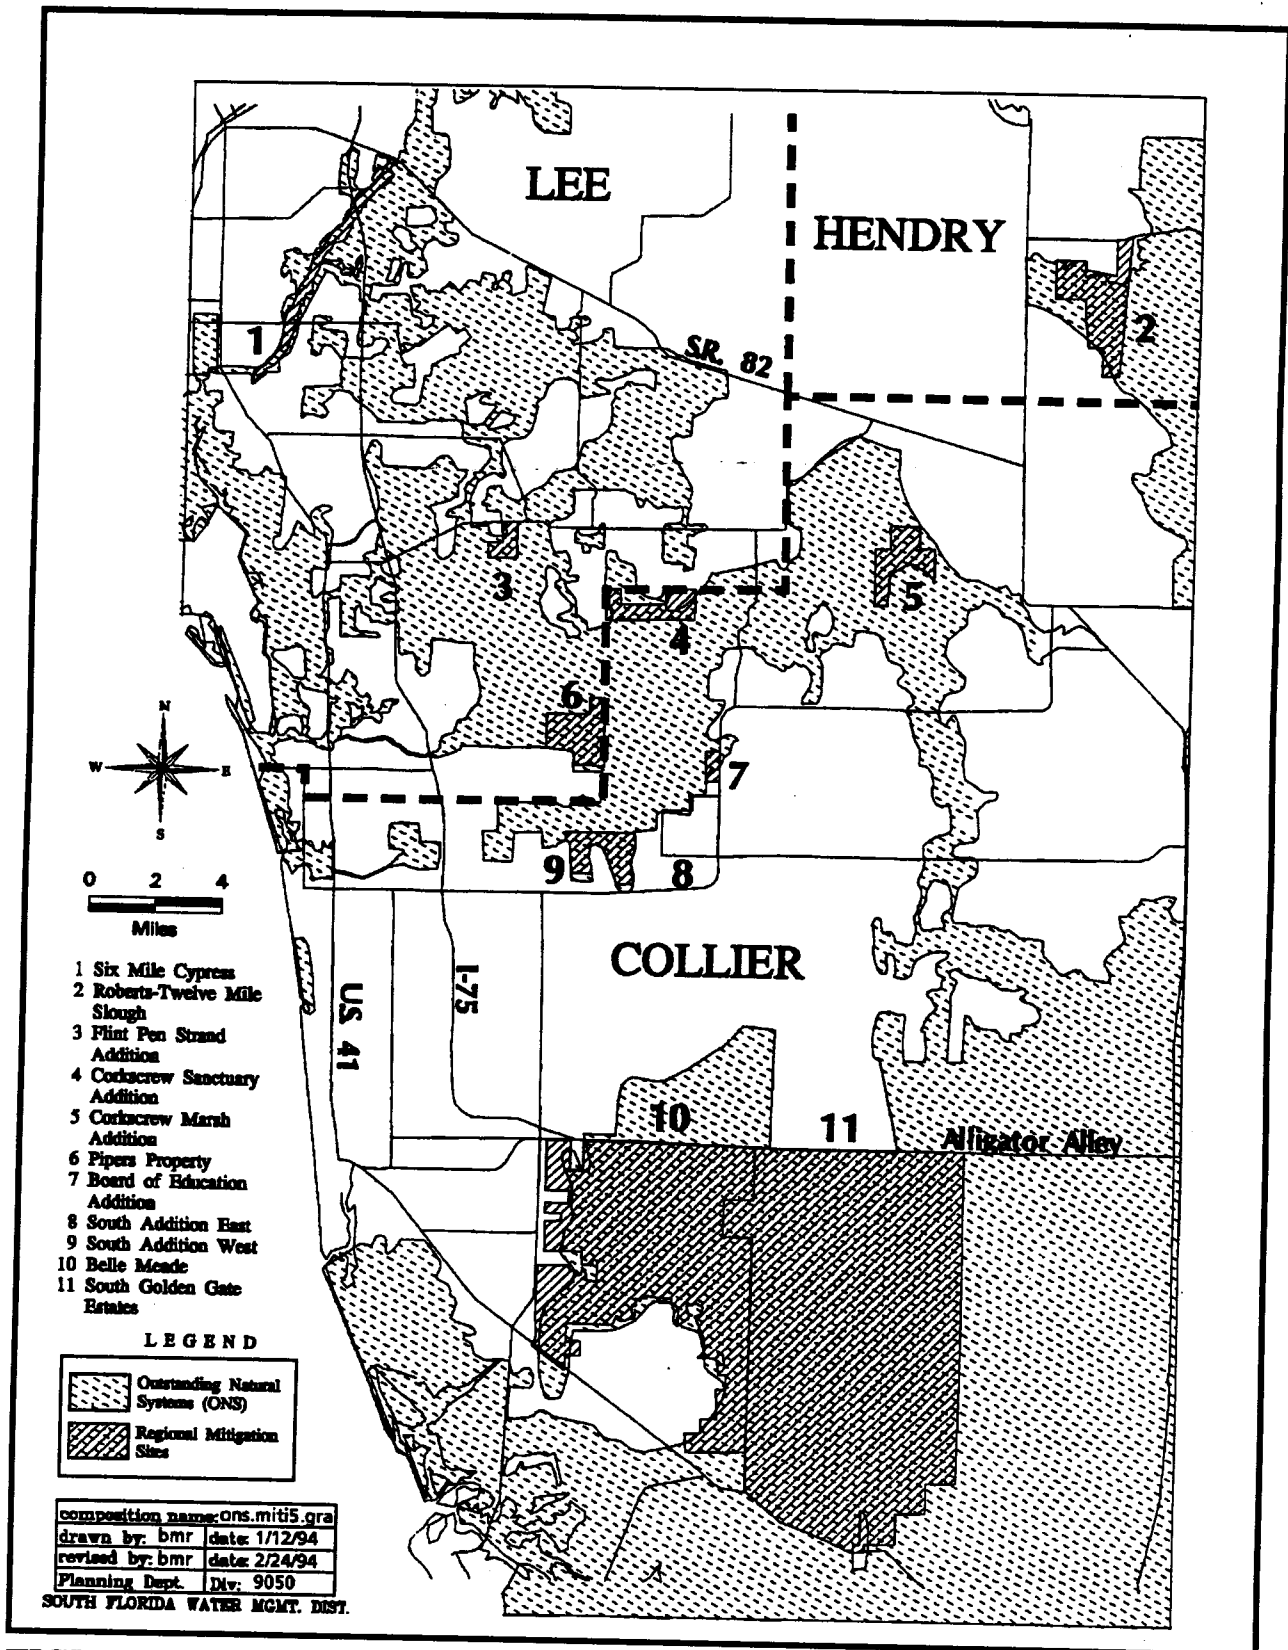 LEE
HENDRY
1
2
S.R. 82
3
5
4
6
N
W E
S
7
9
8
0 2 4
Miles
COLLIER
U.S. 41
I-75
10
11
Alligator Alley
1 Six Mile Cypress
2 Roberts-Twelve Mile
Slough
3 Flint Pen Strand
Addition
4 Corkscrew Sanctuary
Addition
5 Corkscrew Marsh
Addition
6 Pipers Property
7 Board of Education
Addition
8 South Addition East
9 South Addition West
10 Belle Meade
11 South Golden Gate
Estates
LEGEND
Outstanding Natural
Systems (ONS)
Regional Mitigation
Sites
composition name: ons.miti5.gra
drawn by: bmr date: 1/12/94
revised by: bmr date: 2/24/94
Planning Dept. Div: 9050
SOUTH FLORIDA WATER MGMT. DIST.